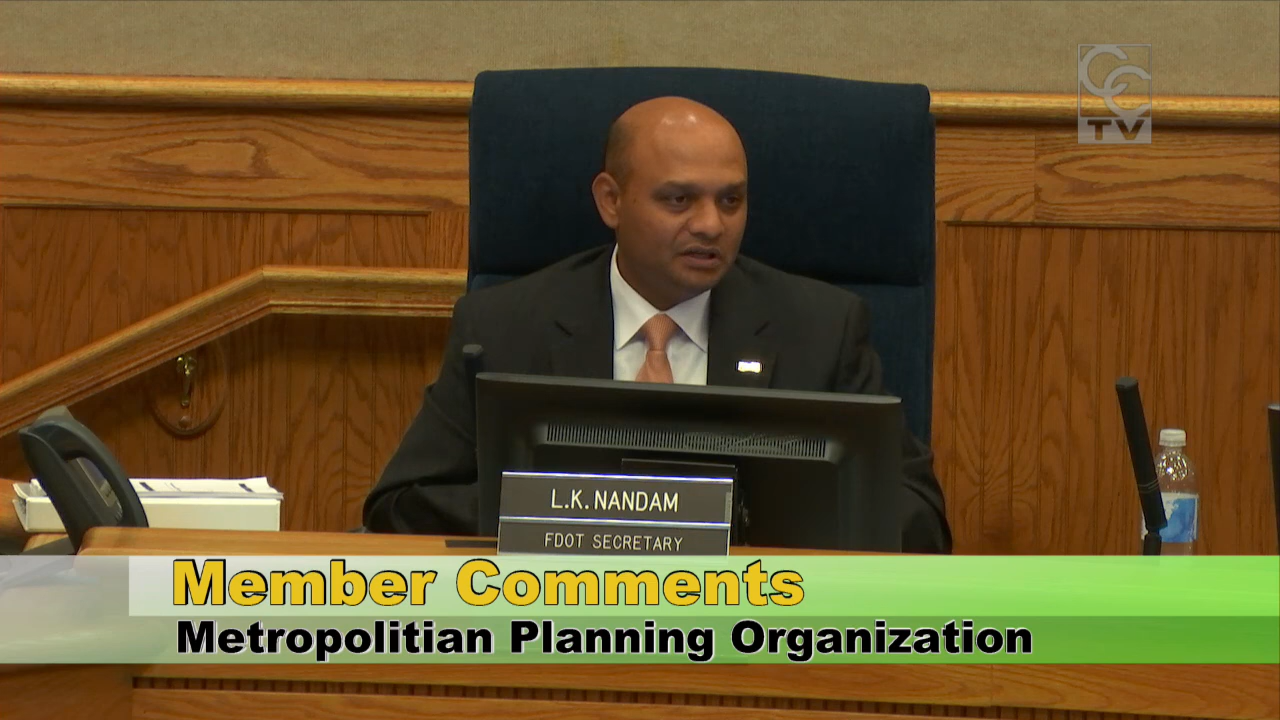 CC
TV
L.K. NANDAM
FDOT SECRETARY
Member Comments
Metropolitian Planning Organization